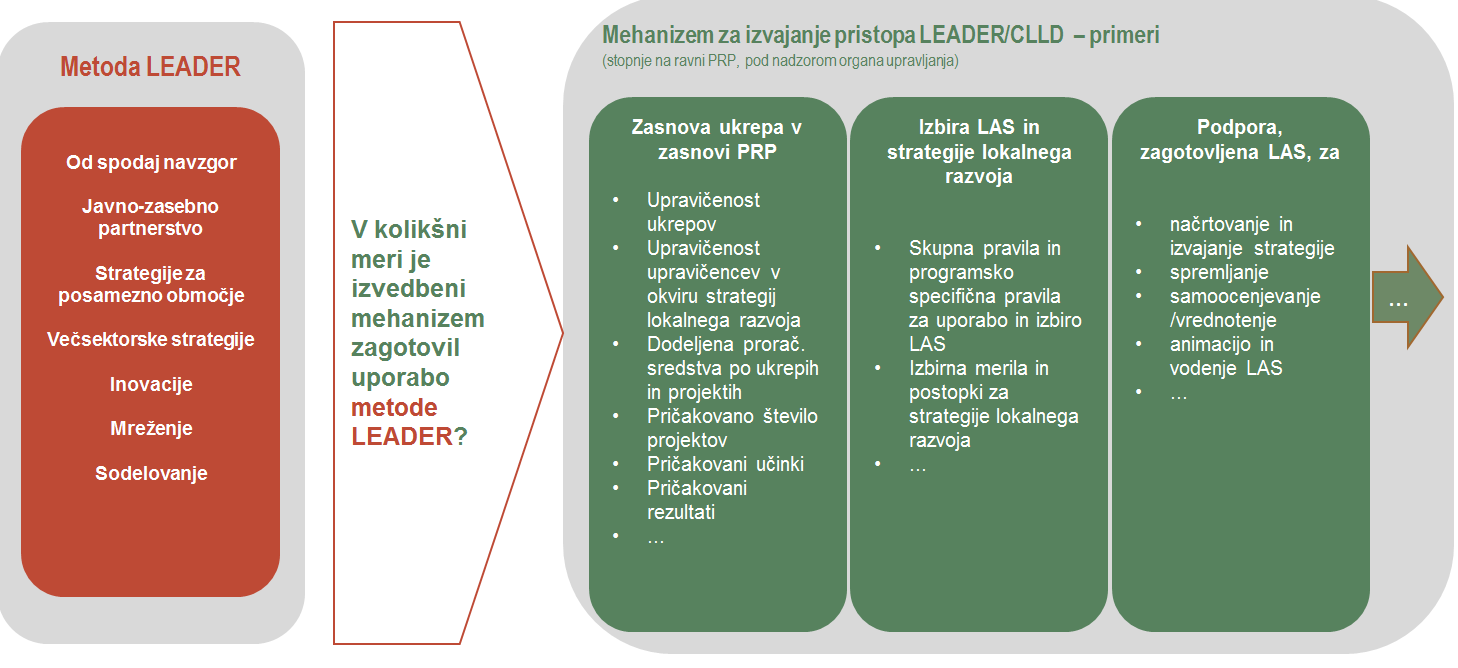 Metoda LEADER
Od spodaj navzgor
Javno-zasebno
partnerstvo
Strategije za
posamezno območje
Večsektorske strategije
Inovacije
Mreženje
Sodelovanje
V kolikšni
meri je
izvedbeni
mehanizem
zagotovil
uporabo
metode
LEADER?
Mehanizem za izvajanje pristopa LEADER/CLLD – primeri
(stopnje na ravni PRP, pod nadzorom organa upravljanja)
Zasnova ukrepa v
zasnovi PRP
• Upravičenost
ukrepov
• Upravičenost
upravičencev v
okviru strategij
lokalnega razvoja
• Dodeljena prorač.
sredstva po ukrepih
in projektih
• Pričakovano število
projektov
• Pričakovani učinki
• Pričakovani
rezultati
• ...
Izbira LAS in
strategije lokalnega
razvoja
• Skupna pravila in
programsko
specifična pravila
za uporabo in izbiro
LAS
• Izbirna merila in
postopki za
strategije lokalnega
razvoja
• ...
Podpora,
zagotovljena LAS, za
• načrtovanje in
izvajanje strategije
• spremljanje
• samoocenjevanje
/vrednotenje
• animacijo in
vodenje LAS
• ...
...